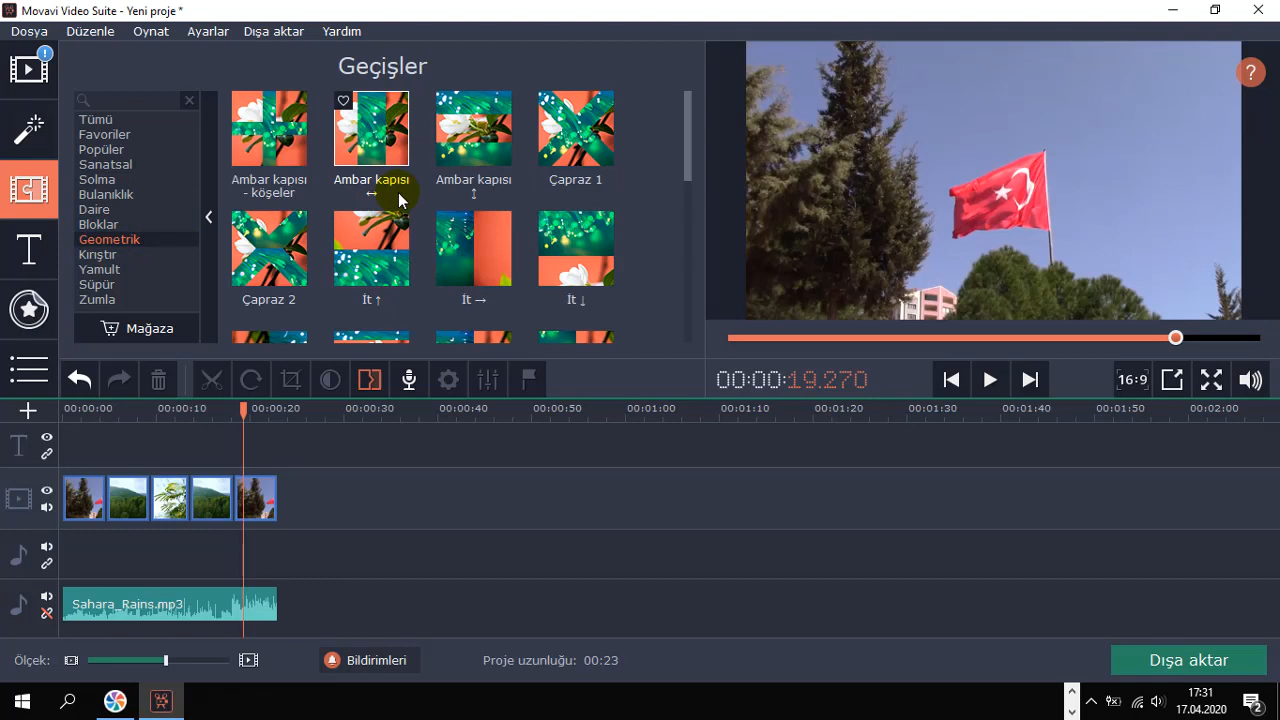 Movavi Video Suite - Yeni proje *
Dosya Düzenle Oynat Ayarlar Dışa aktar Yardım
Geçişler
Tümü
Favoriler
Popüler
Sanatsal
Solma
Bulanıklık
Daire
Bloklar
Geometrik
Kırıştır
Yamult
Süpür
Zumla
Mağaza
Ambar kapısı
- köşeler
Ambar kapısı
↔
Ambar kapısı
↕
Çapraz 1
Çapraz 2
İt ↑
İt →
İt ↓
?
!
00:00:19.270
16:9
00:00:00 00:00:10 00:00:20 00:00:30 00:00:40 00:00:50 00:01:00 00:01:10 00:01:20 00:01:30 00:01:40 00:01:50 00:02:00
T
Sahara_Rains.mp3
Ölçek:
Bildirimleri
Proje uzunluğu: 00:23
Dışa aktar
17:31
17.04.2020
2